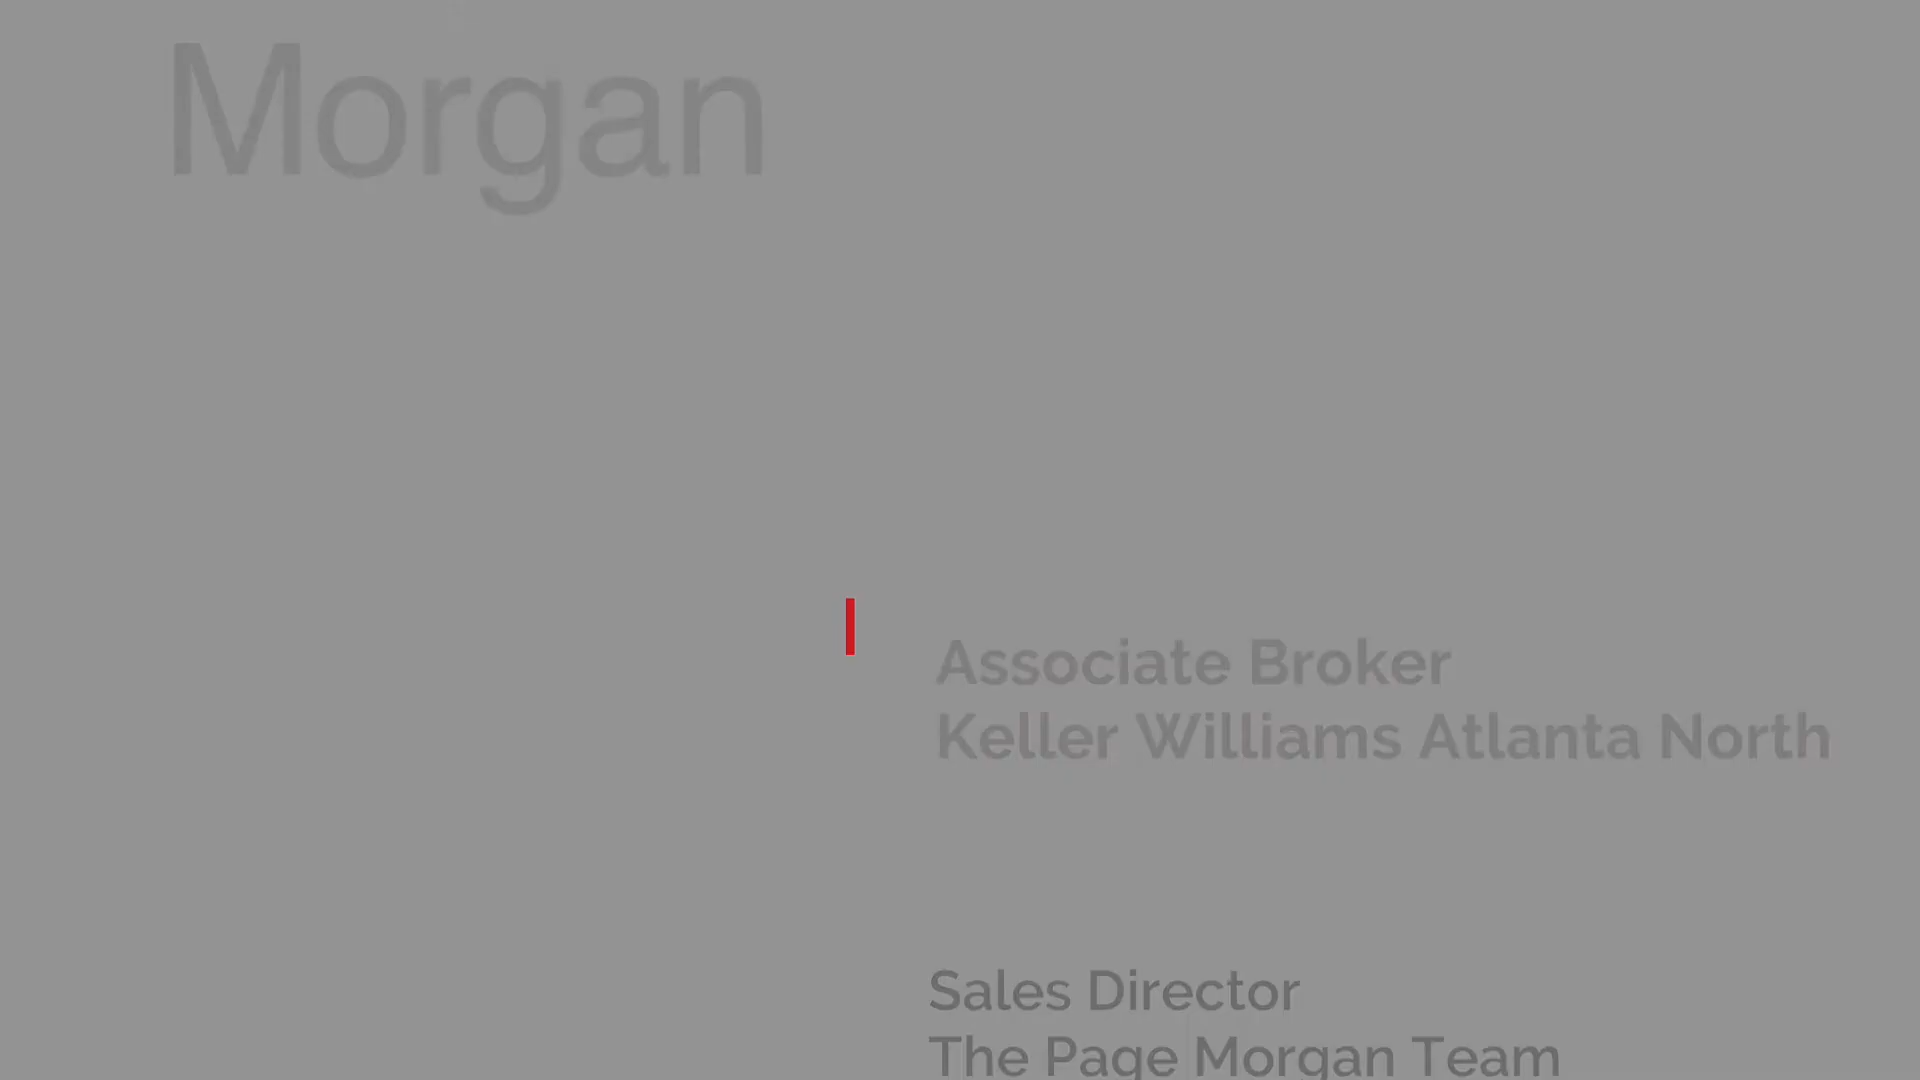 Morgan
Associate Broker
Keller Williams Atlanta North
Sales Director
The Page Morgan Team